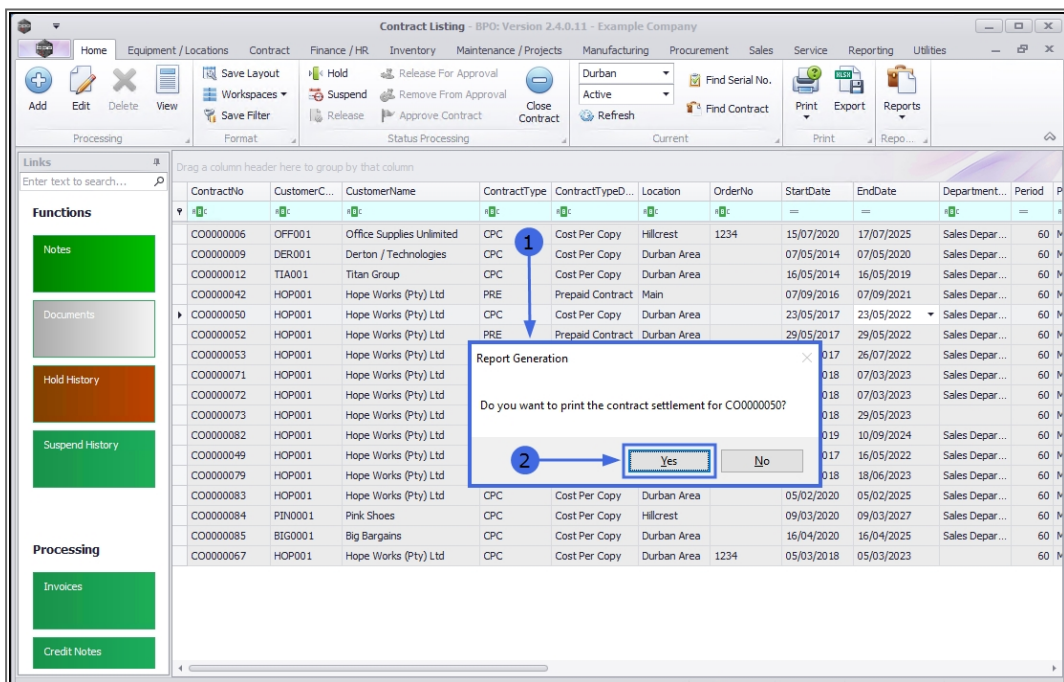 Contract Listing - BPO: Version 2.4.0.11 - Example Company
Home Equipment / Locations Contract Finance / HR Inventory Maintenance / Projects Manufacturing Procurement Sales Service Reporting Utilities
Add Edit Delete View
Save Layout
Workspaces
Save Filter
Hold
Suspend
Release
Release For Approval
Remove From Approval
Approve Contract
Close Contract
Durban
Active
Refresh
Find Serial No.
Find Contract
Print Export Reports
Processing Format Status Processing Current Print Repo...
Links
Enter text to search...
Drag a column header here to group by that column
Functions
Notes
Documents
Hold History
Suspend History
Processing
Invoices
Credit Notes
ContractNo CustomerC... CustomerName ContractType ContractTypeD... Location OrderNo StartDate EndDate Department... Period P
CO0000006 OFF001 Office Supplies Unlimited CPC Cost Per Copy Hillcrest 1234 15/07/2020 17/07/2025 Sales Depar... 60 M
CO0000009 DER001 Derton / Technologies CPC Cost Per Copy Durban Area 07/05/2014 07/05/2020 Sales Depar... 60 M
CO0000012 TIA001 Titan Group CPC Cost Per Copy Durban Area 16/05/2014 16/05/2019 Sales Depar... 60 M
CO0000042 HOP001 Hope Works (Pty) Ltd PRE Prepaid Contract Main 07/09/2016 07/09/2021 Sales Depar... 60 M
CO0000050 HOP001 Hope Works (Pty) Ltd CPC Cost Per Copy Durban Area 23/05/2017 23/05/2022 Sales Depar... 60 M
CO0000052 HOP001 Hope Works (Pty) Ltd PRE Prepaid Contract Durban Area 29/05/2017 29/05/2022 Sales Depar... 60 M
CO0000053 HOP001 Hope Works (Pty) Ltd 017 26/07/2022 Sales Depar... 60 M
CO0000071 HOP001 Hope Works (Pty) Ltd 018 07/03/2023 Sales Depar... 60 M
CO0000072 HOP001 Hope Works (Pty) Ltd 018 07/03/2023 Sales Depar... 60 M
CO0000073 HOP001 Hope Works (Pty) Ltd 018 29/05/2023 60 M
CO0000082 HOP001 Hope Works (Pty) Ltd 019 10/09/2024 Sales Depar... 60 M
CO0000049 HOP001 Hope Works (Pty) Ltd 017 16/05/2022 Sales Depar... 60 M
CO0000079 HOP001 Hope Works (Pty) Ltd 018 18/06/2023 Sales Depar... 60 M
CO0000083 HOP001 Hope Works (Pty) Ltd CPC Cost Per Copy Durban Area 05/02/2020 05/02/2025 Sales Depar... 60 M
CO0000084 PIN0001 Pink Shoes CPC Cost Per Copy Hillcrest 09/03/2020 09/03/2027 Sales Depar... 60 M
CO0000085 BIG0001 Big Bargains CPC Cost Per Copy Durban Area 16/04/2020 16/04/2025 Sales Depar... 60 M
CO0000067 HOP001 Hope Works (Pty) Ltd CPC Cost Per Copy Durban Area 1234 05/03/2018 05/03/2023 60 M
1
Report Generation
Do you want to print the contract settlement for CO0000050?
2
Yes No